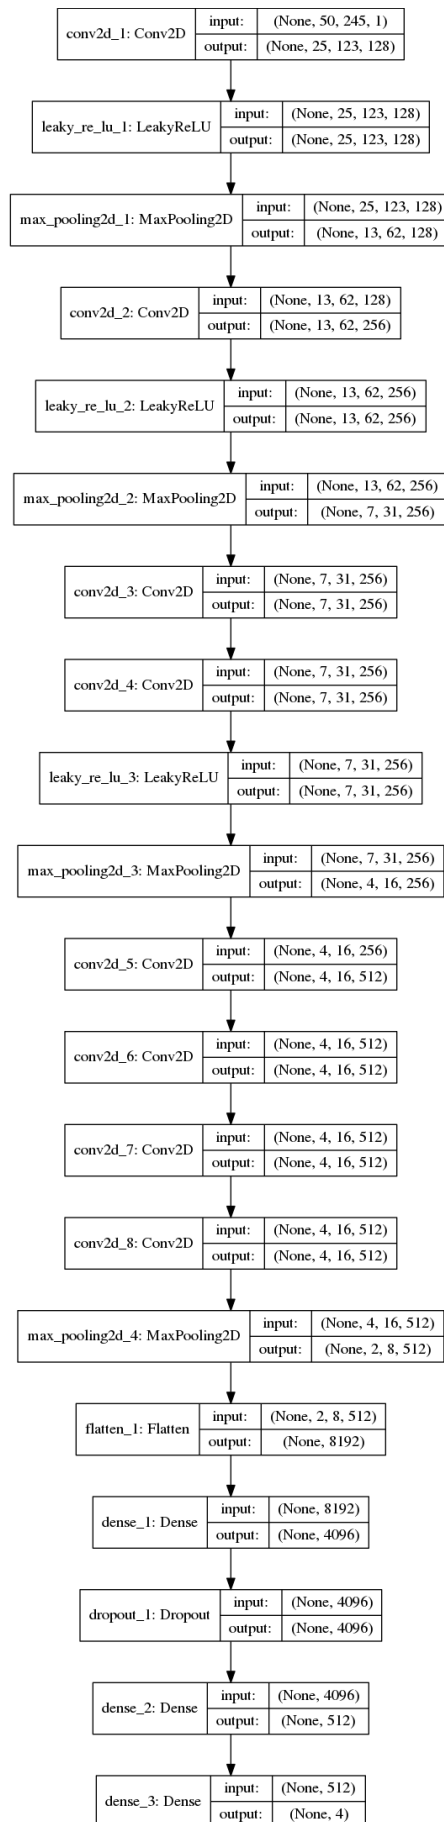 conv2d_1: Conv2D
input: (None, 50, 245, 1)
output: (None, 25, 123, 128)
leaky_re_lu_1: LeakyReLU
input: (None, 25, 123, 128)
output: (None, 25, 123, 128)
max_pooling2d_1: MaxPooling2D
input: (None, 25, 123, 128)
output: (None, 13, 62, 128)
conv2d_2: Conv2D
input: (None, 13, 62, 128)
output: (None, 13, 62, 256)
leaky_re_lu_2: LeakyReLU
input: (None, 13, 62, 256)
output: (None, 13, 62, 256)
max_pooling2d_2: MaxPooling2D
input: (None, 13, 62, 256)
output: (None, 7, 31, 256)
conv2d_3: Conv2D
input: (None, 7, 31, 256)
output: (None, 7, 31, 256)
conv2d_4: Conv2D
input: (None, 7, 31, 256)
output: (None, 7, 31, 256)
leaky_re_lu_3: LeakyReLU
input: (None, 7, 31, 256)
output: (None, 7, 31, 256)
max_pooling2d_3: MaxPooling2D
input: (None, 7, 31, 256)
output: (None, 4, 16, 256)
conv2d_5: Conv2D
input: (None, 4, 16, 256)
output: (None, 4, 16, 512)
conv2d_6: Conv2D
input: (None, 4, 16, 512)
output: (None, 4, 16, 512)
conv2d_7: Conv2D
input: (None, 4, 16, 512)
output: (None, 4, 16, 512)
conv2d_8: Conv2D
input: (None, 4, 16, 512)
output: (None, 4, 16, 512)
max_pooling2d_4: MaxPooling2D
input: (None, 4, 16, 512)
output: (None, 2, 8, 512)
flatten_1: Flatten
input: (None, 2, 8, 512)
output: (None, 8192)
dense_1: Dense
input: (None, 8192)
output: (None, 4096)
dropout_1: Dropout
input: (None, 4096)
output: (None, 4096)
dense_2: Dense
input: (None, 4096)
output: (None, 512)
dense_3: Dense
input: (None, 512)
output: (None, 4)